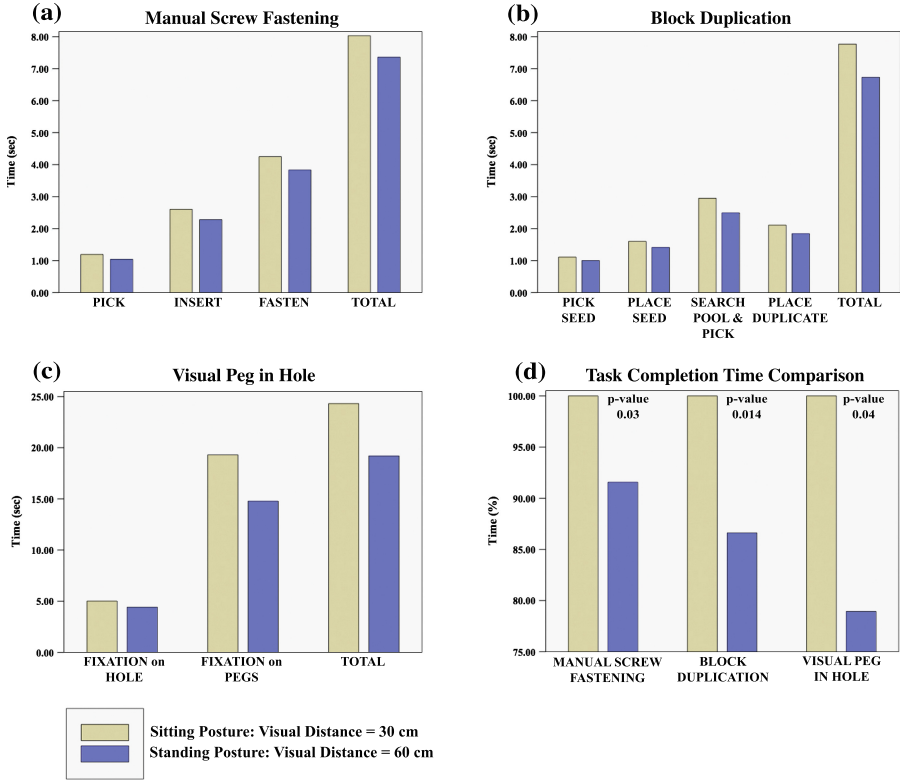 (a)
Manual Screw Fastening
8.00
7.00
6.00
5.00
4.00
3.00
2.00
1.00
0.00
Time (sec)
PICK
INSERT
FASTEN
TOTAL
(b)
Block Duplication
8.00
7.00
6.00
5.00
4.00
3.00
2.00
1.00
0.00
Time (sec)
PICK
SEED
PLACE
SEED
SEARCH
POOL &
PICK
PLACE
DUPLICATE
TOTAL
(c)
Visual Peg in Hole
25.00
20.00
15.00
10.00
5.00
0.00
Time (sec)
FIXATION on
HOLE
FIXATION on
PEGS
TOTAL
(d)
Task Completion Time Comparison
100.00
95.00
90.00
85.00
80.00
75.00
Time (%)
p-value
0.03
p-value
0.014
p-value
0.04
MANUAL SCREW
FASTENING
BLOCK
DUPLICATION
VISUAL PEG
IN HOLE
Sitting Posture: Visual Distance = 30 cm
Standing Posture: Visual Distance = 60 cm